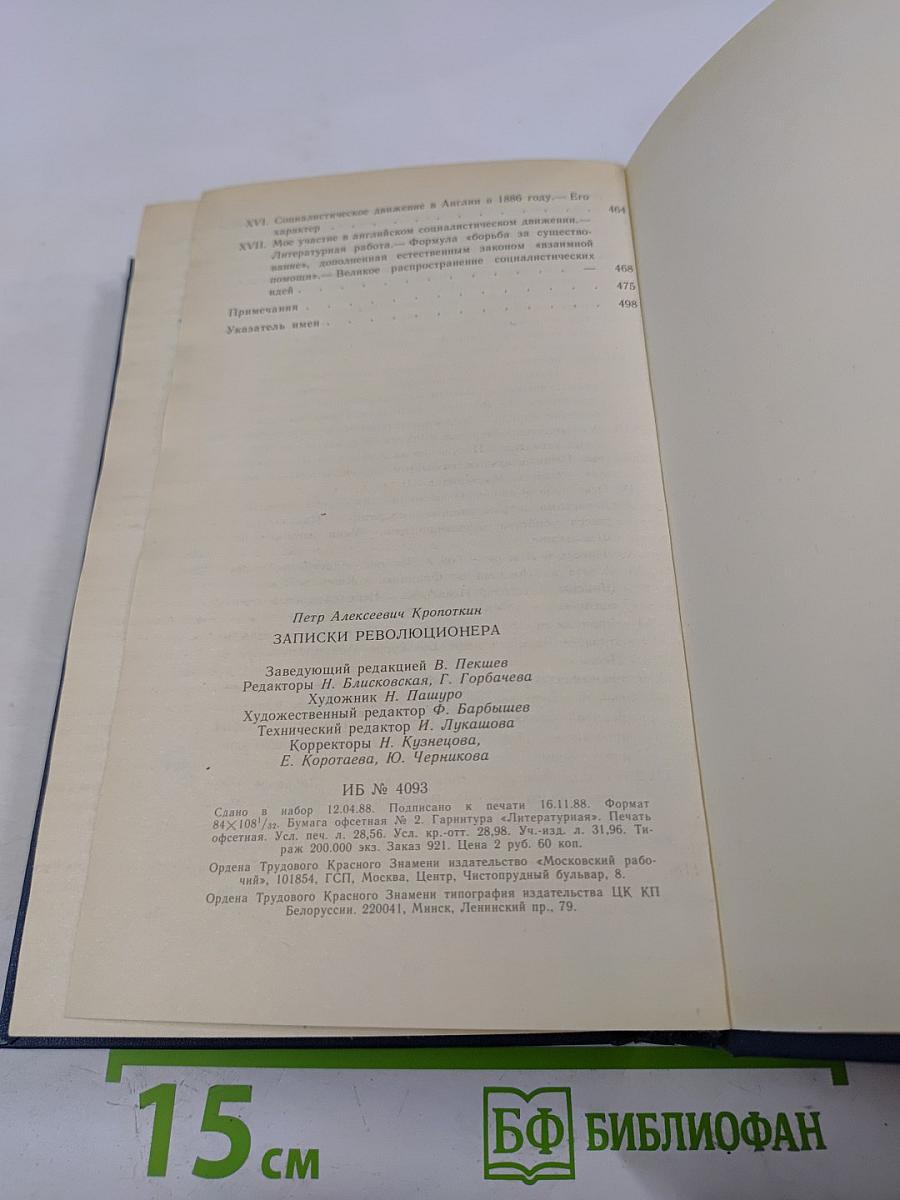 XVI. Социалистическое движение в Англии в 1886 году.— Его
характер . . . . . . . . . . . 464
XVII. Мое участие в английском социалистическом движении.—
Литературная работа.— Формула «борьба за существо-
вание», дополненная естественным законом «взаимной
помощи».— Великое распространение социалистических
идей . . . . . . . . . . — 468
Примечания . . . . . . . . . . . 475
Указатель имен . . . . . . . . . . 498
Петр Алексеевич Кропоткин
ЗАПИСКИ РЕВОЛЮЦИОНЕРА
Заведующий редакцией В. Пекшев
Редакторы Н. Блисковская, Г. Горбачева
Художник Н. Пашуро
Художественный редактор Ф. Барбышев
Технический редактор И. Лукашова
Корректоры Н. Кузнецова,
Е. Коротаева, Ю. Черникова
ИБ № 4093
Сдано в набор 12.04.88. Подписано к печати 16.11.88. Формат
84×108¹/₃₂. Бумага офсетная № 2. Гарнитура «Литературная». Печать
офсетная. Усл. печ. л. 28,56. Усл. кр.-отт. 28,98. Уч.-изд. л. 31,96. Ти-
раж 200.000 экз. Заказ 921. Цена 2 руб. 60 коп.
Ордена Трудового Красного Знамени издательство «Московский рабо-
чий», 101854, ГСП, Москва, Центр, Чистопрудный бульвар, 8.
Ордена Трудового Красного Знамени типография издательства ЦК КП
Белоруссии. 220041, Минск, Ленинский пр., 79.
15 см
БФ БИБЛИОФАН